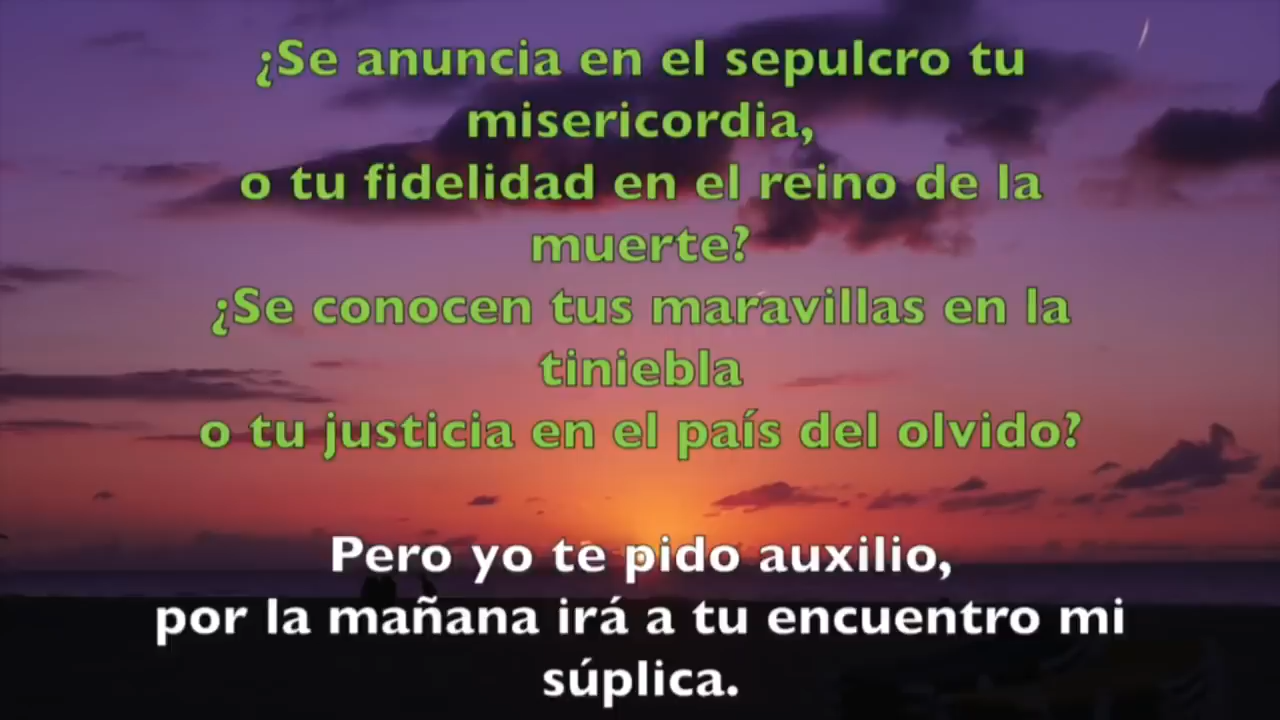 ¿Se anuncia en el sepulcro tu
misericordia,
o tu fidelidad en el reino de la
muerte?
¿Se conocen tus maravillas en la
tiniebla
o tu justicia en el país del olvido?
Pero yo te pido auxilio,
por la mañana irá a tu encuentro mi
súplica.